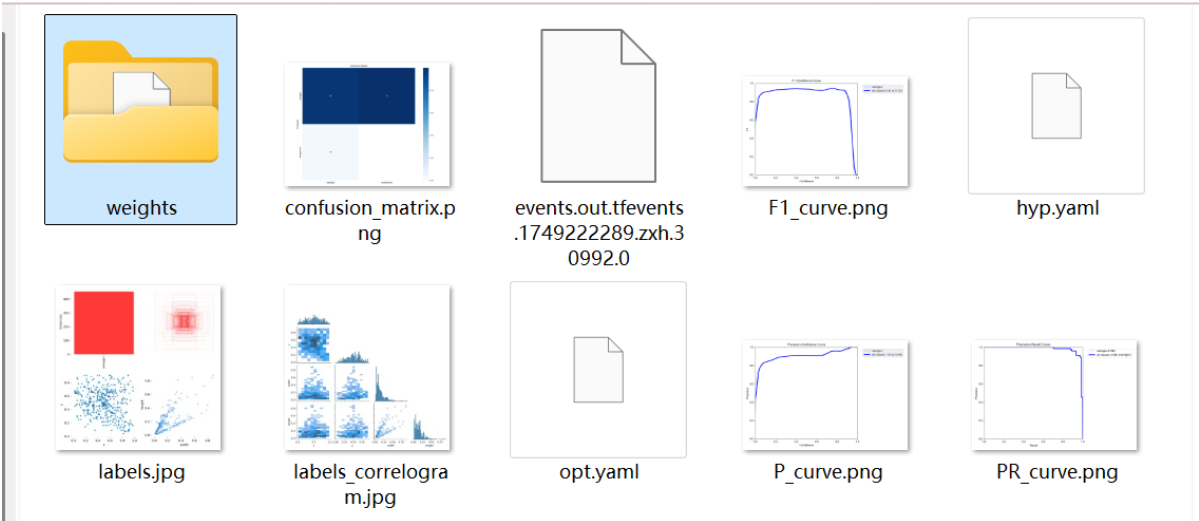 weights
confusion_matrix.p
ng
events.out.tfevents
.1749222289.zxh.3
0992.0
F1_curve.png
hyp.yaml
labels.jpg
labels_correlogra
m.jpg
opt.yaml
P_curve.png
PR_curve.png